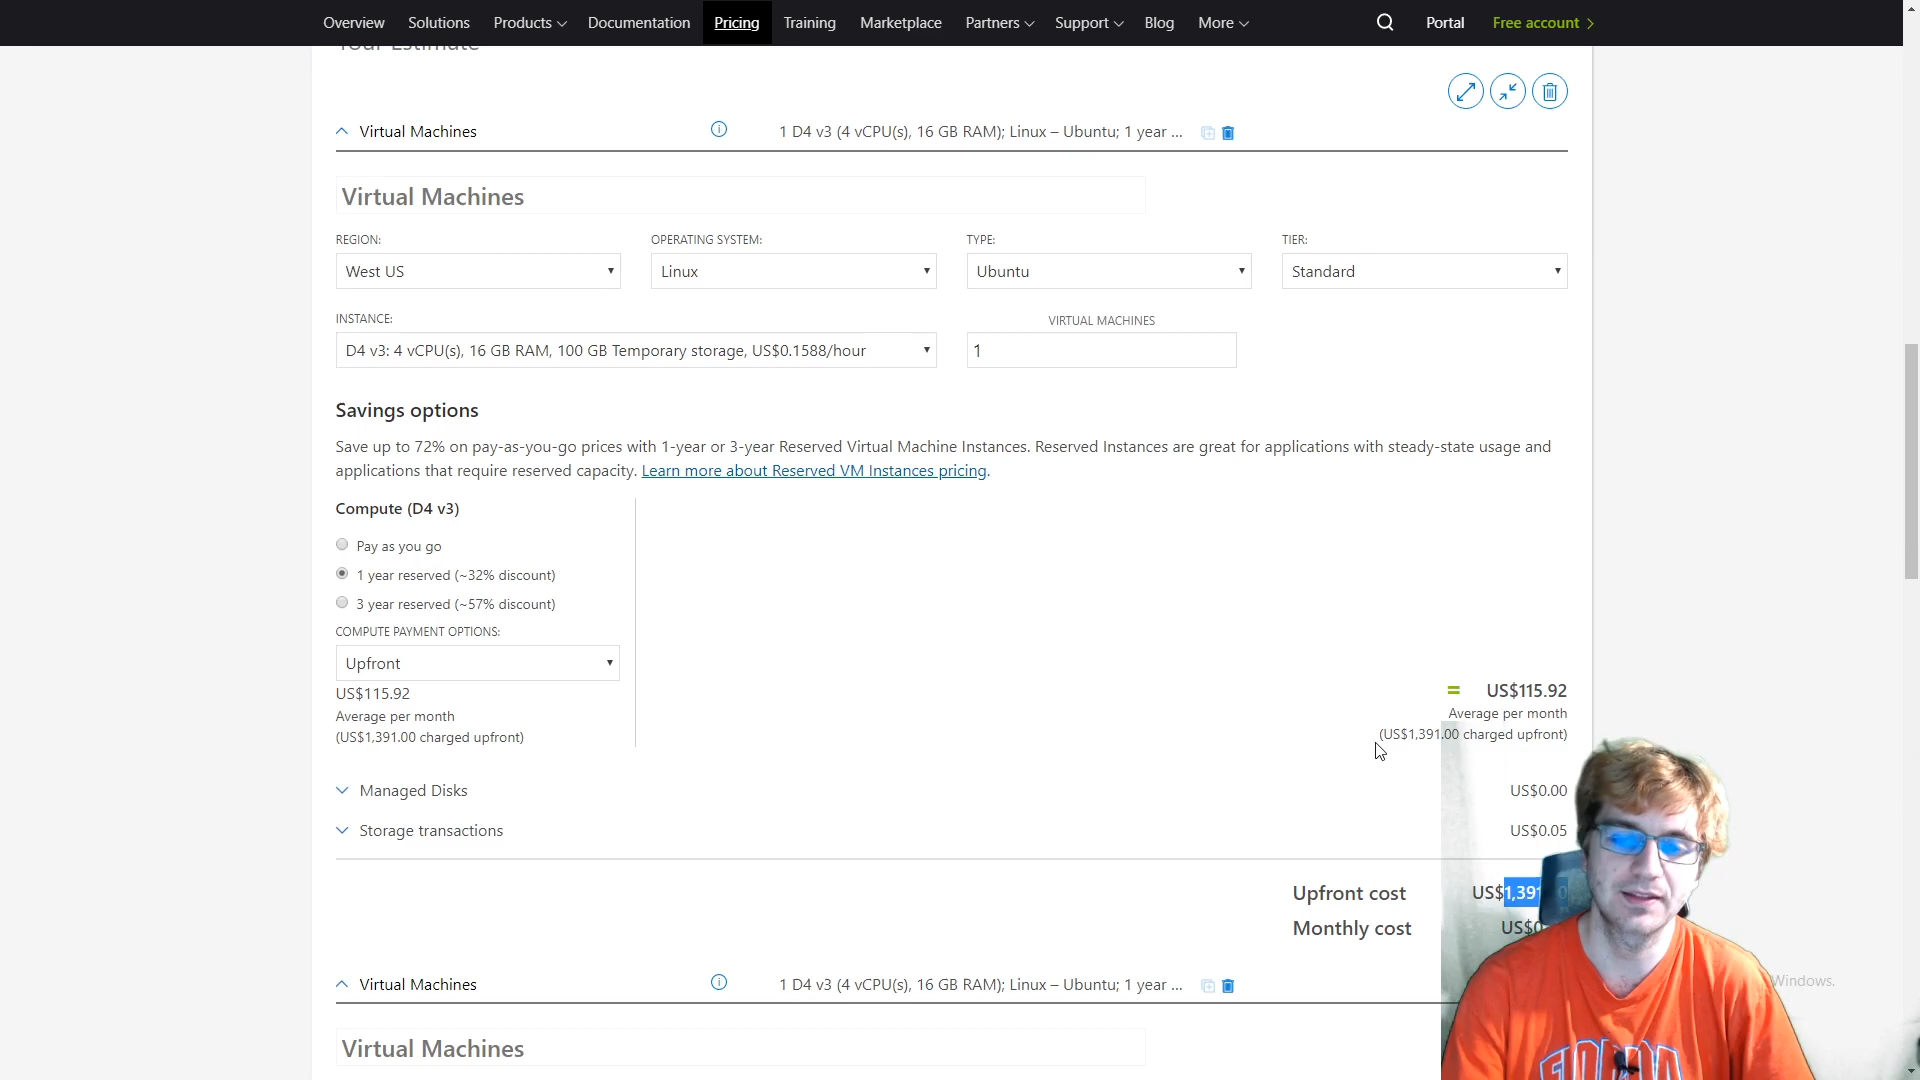 Overview Solutions Products Documentation Pricing Training Marketplace Partners Support Blog More Portal Free account
Your Estimate
Virtual Machines 1 D4 v3 (4 vCPU(s), 16 GB RAM); Linux – Ubuntu; 1 year ...
Virtual Machines
REGION: OPERATING SYSTEM: TYPE: TIER:
West US Linux Ubuntu Standard
INSTANCE: VIRTUAL MACHINES
D4 v3: 4 vCPU(s), 16 GB RAM, 100 GB Temporary storage, US$0.1588/hour 1
Savings options
Save up to 72% on pay-as-you-go prices with 1-year or 3-year Reserved Virtual Machine Instances. Reserved Instances are great for applications with steady-state usage and
applications that require reserved capacity. Learn more about Reserved VM Instances pricing.
Compute (D4 v3)
Pay as you go
1 year reserved (~32% discount)
3 year reserved (~57% discount)
COMPUTE PAYMENT OPTIONS:
Upfront
US$115.92
Average per month
(US$1,391.00 charged upfront)
= US$115.92
Average per month
(US$1,391.00 charged upfront)
Managed Disks US$0.00
Storage transactions US$0.05
Upfront cost US$1,391
Monthly cost US$0
Virtual Machines 1 D4 v3 (4 vCPU(s), 16 GB RAM); Linux – Ubuntu; 1 year ...
Windows.
Virtual Machines